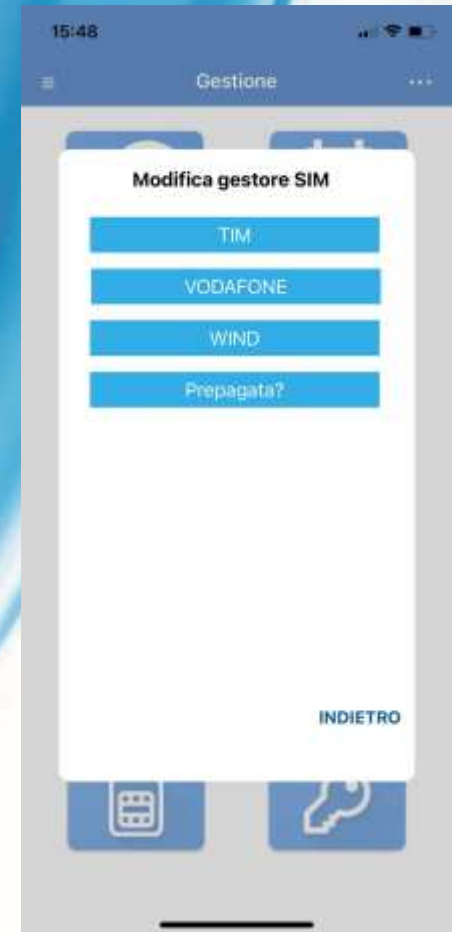 15:48
Gestione
Modifica gestore SIM
TIM
VODAFONE
WIND
Prepagata?
INDIETRO